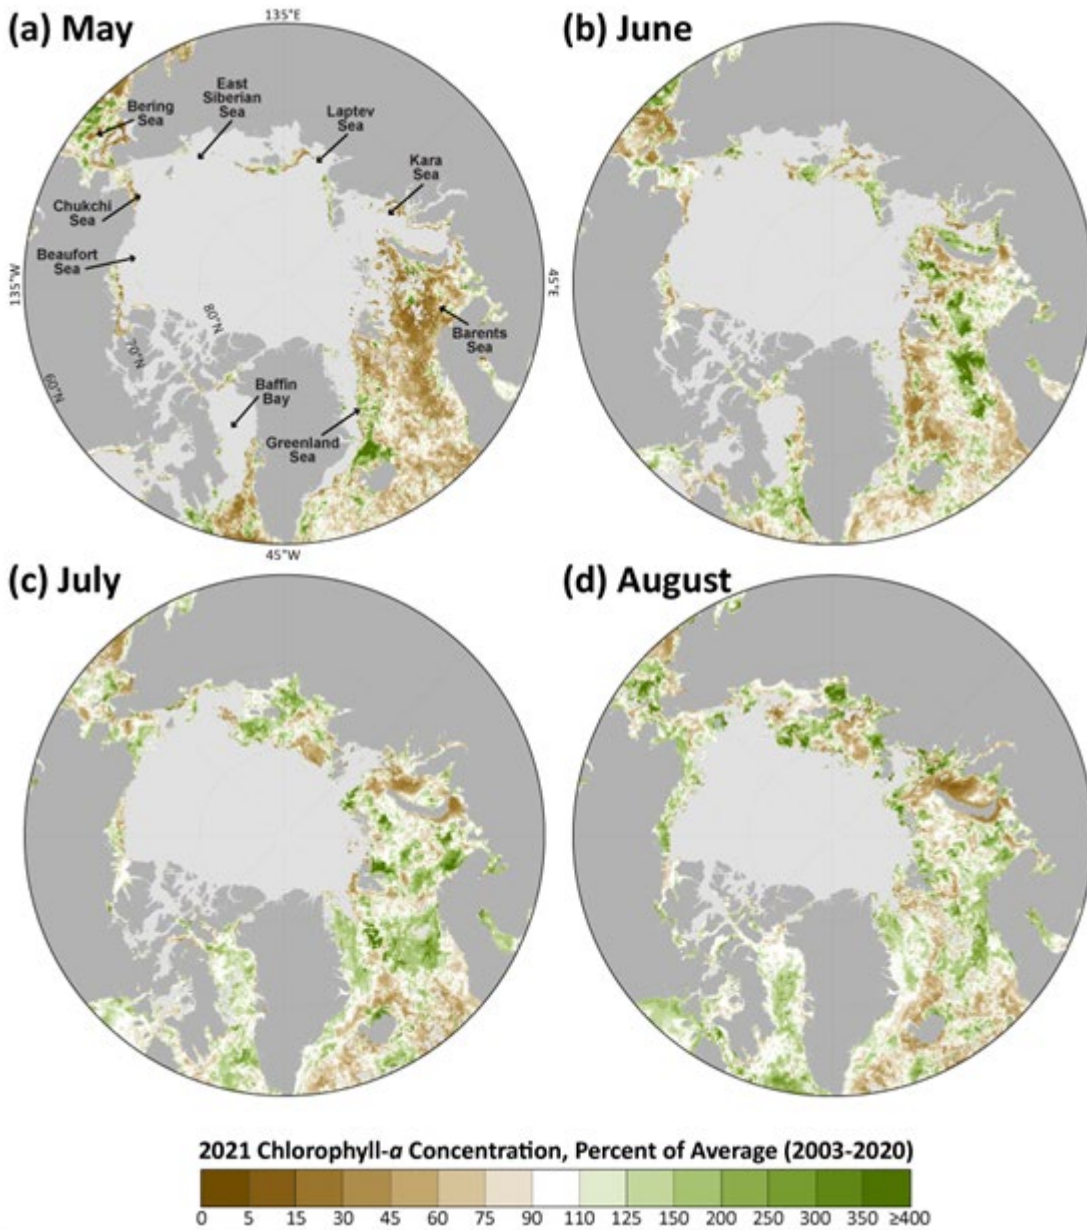 (a) May
135°E
(b) June
East
Siberian
Sea
Bering
Sea
Laptev
Sea
Kara
Sea
Chukchi
Sea
Beaufort
Sea
135°W
45°E
80°N
70°N
60°N
Barents
Sea
Baffin
Bay
Greenland
Sea
45°W
(c) July
(d) August
2021 Chlorophyll-a Concentration, Percent of Average (2003-2020)
0 5 15 30 45 60 75 90 110 125 150 200 250 300 350 ≥400